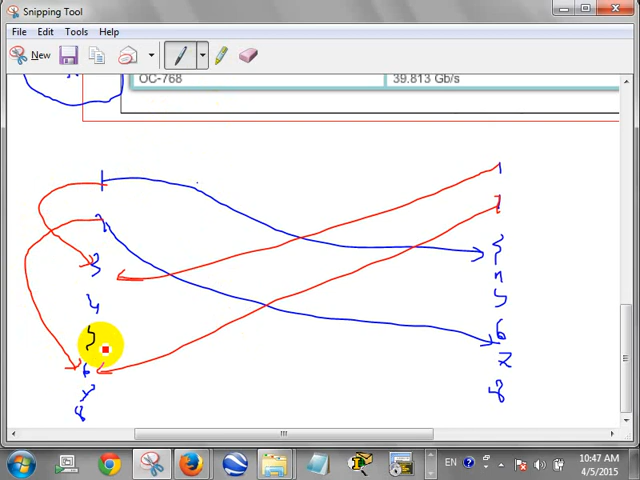 Snipping Tool
File Edit Tools Help
New
OC-768 39.813 Gb/s
1 1
2 2
3 3
4 4
5 5
6 6
7 7
8 8
EN
10:47 AM
4/5/2015